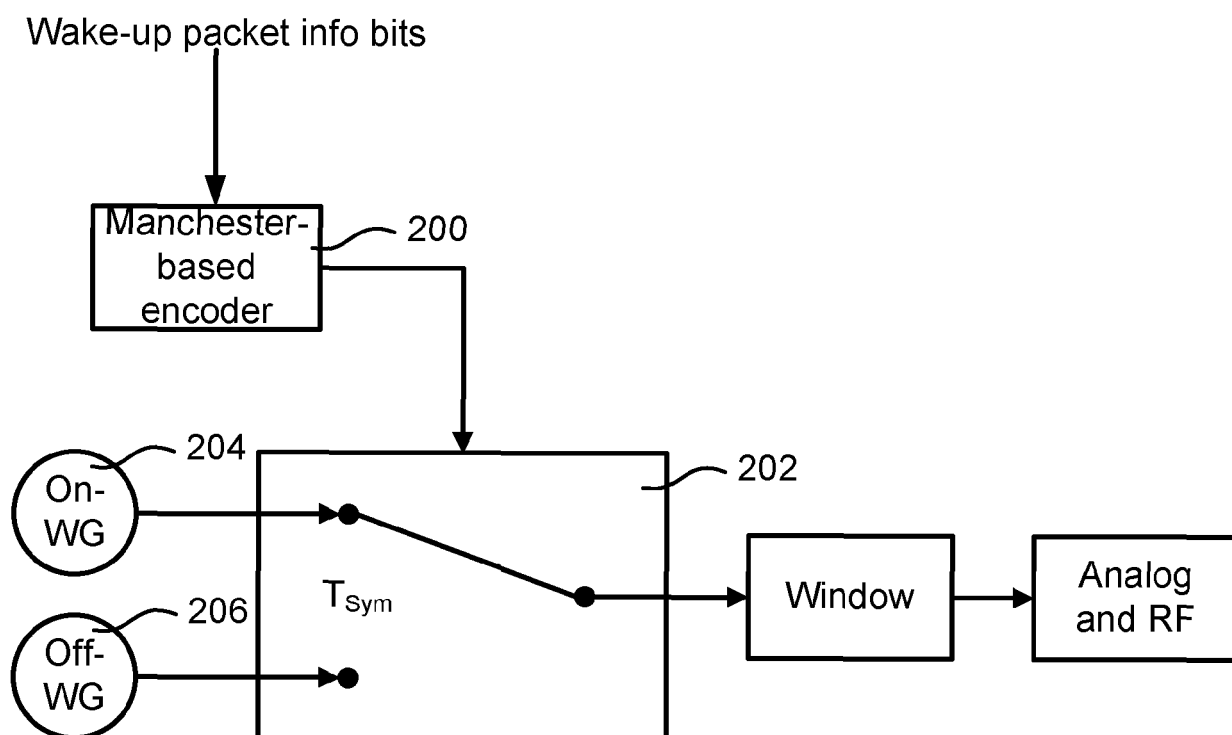 Wake-up packet info bits
Manchester-
based
encoder
200
204
On-
WG
202
T_Sym
Window
Analog
and RF
206
Off-
WG